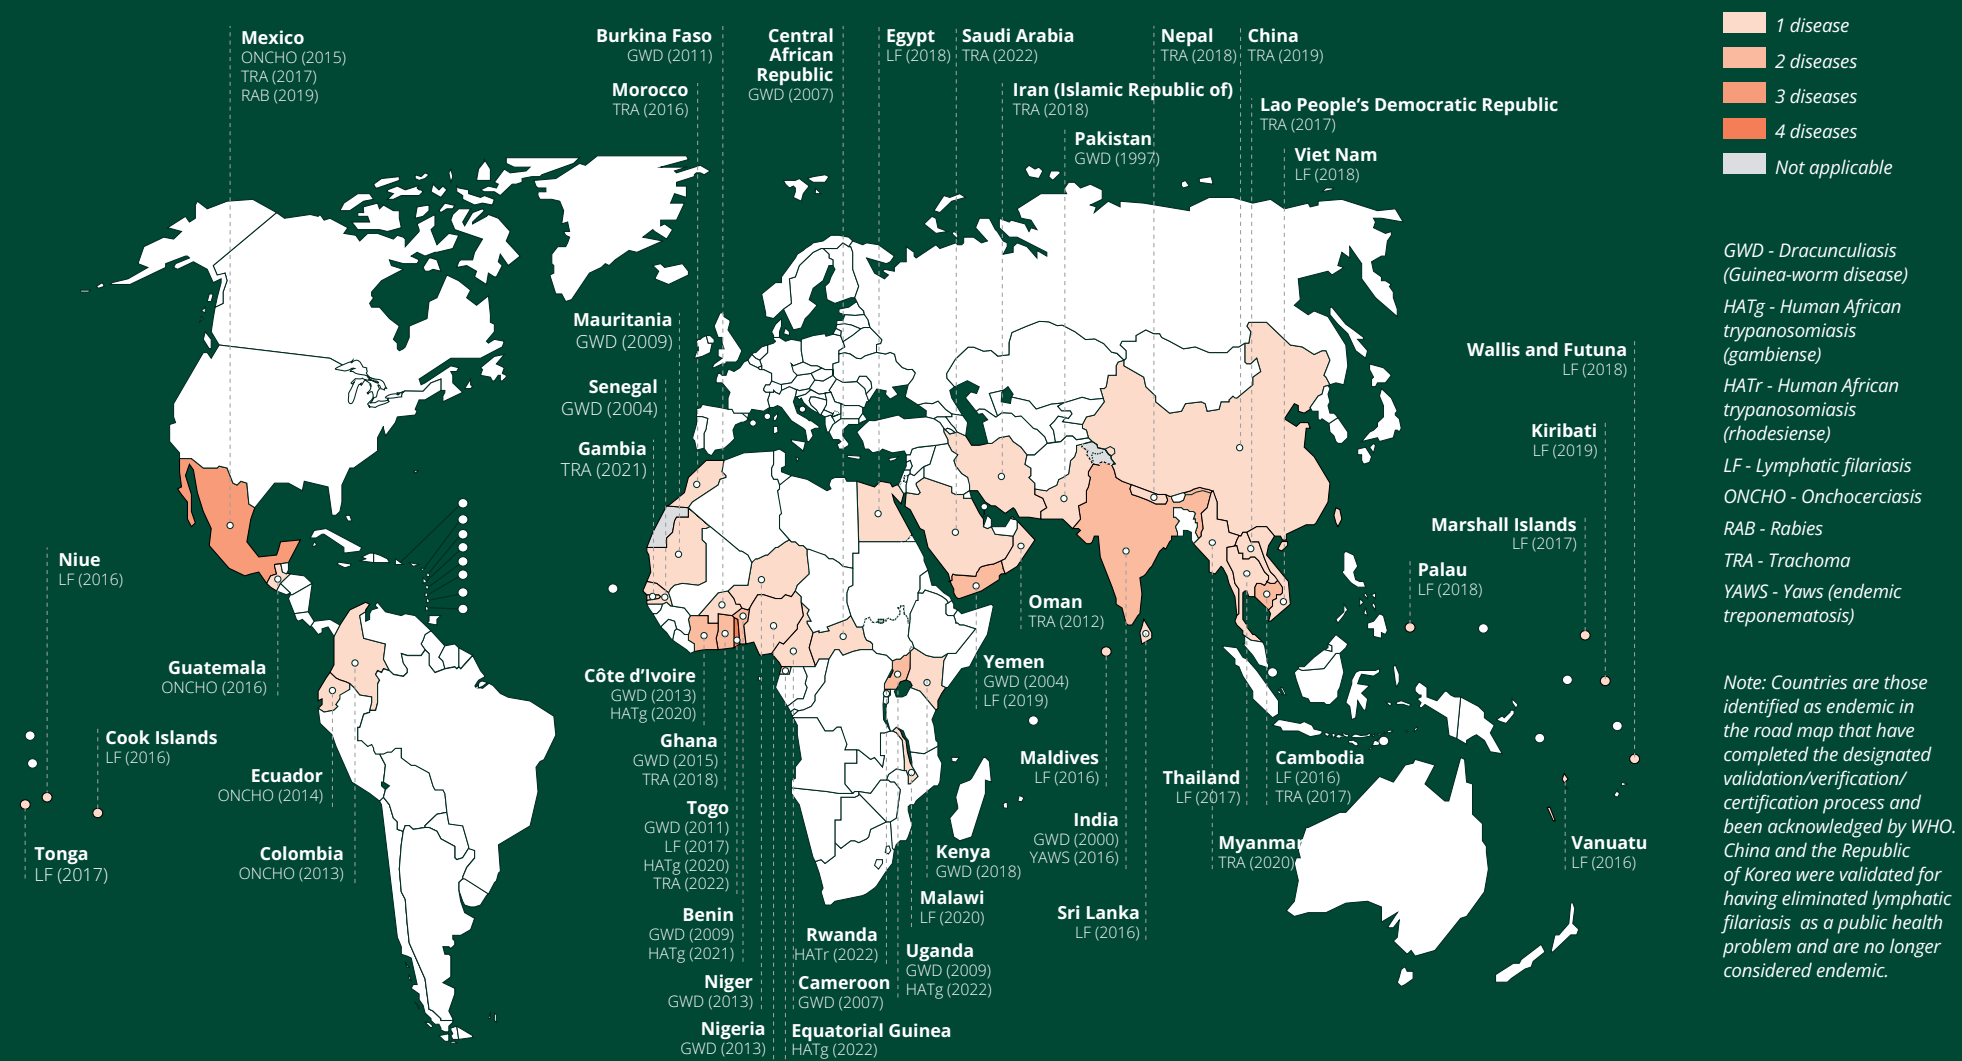 Mexico
ONCHO (2015)
TRA (2017)
RAB (2019)
Burkina Faso
GWD (2011)
Morocco
TRA (2016)
Central
African
Republic
GWD (2007)
Egypt
LF (2018)
Saudi Arabia
TRA (2022)
Iran (Islamic Republic of)
TRA (2018)
Pakistan
GWD (1997)
Nepal
TRA (2018)
China
TRA (2019)
Lao People's Democratic Republic
TRA (2017)
Viet Nam
LF (2018)
Mauritania
GWD (2009)
Senegal
GWD (2004)
Gambia
TRA (2021)
Wallis and Futuna
LF (2018)
Kiribati
LF (2019)
Marshall Islands
LF (2017)
Palau
LF (2018)
Niue
LF (2016)
Guatemala
ONCHO (2016)
Cook Islands
LF (2016)
Ecuador
ONCHO (2014)
Tonga
LF (2017)
Colombia
ONCHO (2013)
Côte d'Ivoire
GWD (2013)
HATg (2020)
Ghana
GWD (2015)
TRA (2018)
Togo
GWD (2011)
LF (2017)
HATg (2020)
TRA (2022)
Benin
GWD (2009)
HATg (2021)
Niger
GWD (2013)
Nigeria
GWD (2013)
Rwanda
HATr (2022)
Cameroon
GWD (2007)
Equatorial Guinea
HATg (2022)
Oman
TRA (2012)
Yemen
GWD (2004)
LF (2019)
Kenya
GWD (2018)
Malawi
LF (2020)
Uganda
GWD (2009)
HATg (2022)
Maldives
LF (2016)
India
GWD (2000)
YAWS (2016)
Sri Lanka
LF (2016)
Thailand
LF (2017)
Cambodia
LF (2016)
TRA (2017)
Myanmar
TRA (2020)
Vanuatu
LF (2016)
1 disease
2 diseases
3 diseases
4 diseases
Not applicable
GWD - Dracunculiasis
(Guinea-worm disease)
HATg - Human African
trypanosomiasis
(gambiense)
HATr - Human African
trypanosomiasis
(rhodesiense)
LF - Lymphatic filariasis
ONCHO - Onchocerciasis
RAB - Rabies
TRA - Trachoma
YAWS - Yaws (endemic
treponematosis)
Note: Countries are those
identified as endemic in
the road map that have
completed the designated
validation/verification/
certification process and
been acknowledged by WHO.
China and the Republic
of Korea were validated for
having eliminated lymphatic
filariasis as a public health
problem and are no longer
considered endemic.